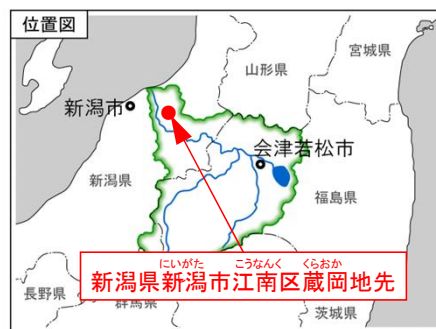 位置図
宮城県
山形県
新潟市
会津若松市
新潟県
福島県
にいがた こうなんく くらおか
新潟県新潟市江南区蔵岡地先
長野県
群馬県
茨城県